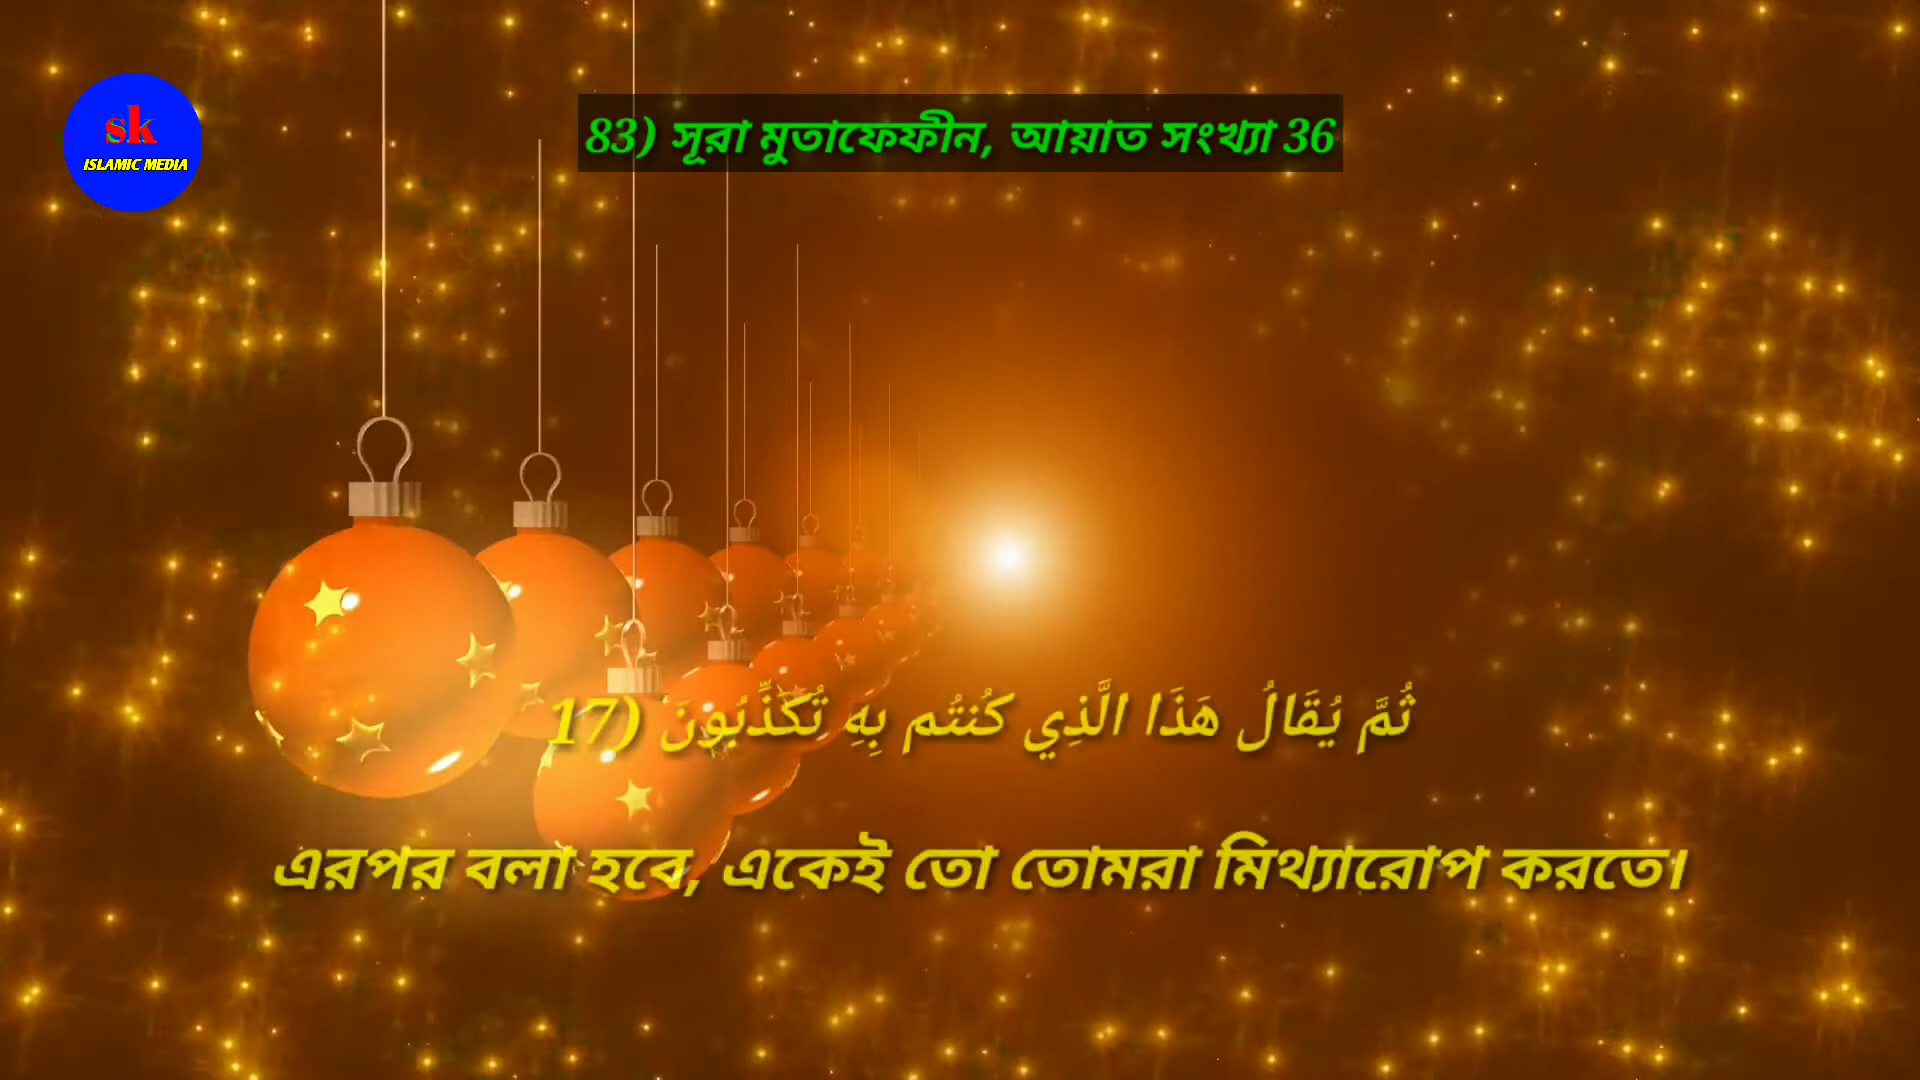 sk
ISLAMIC MEDIA
83) সূরা মুতাফেফীন, আয়াত সংখ্যা 36
17) ثُمَّ يُقَالُ هَذَا الَّذِي كُنتُم بِهِ تُكَذِّبُونَ
এরপর বলা হবে, একেই তো তোমরা মিথ্যারোপ করতে।